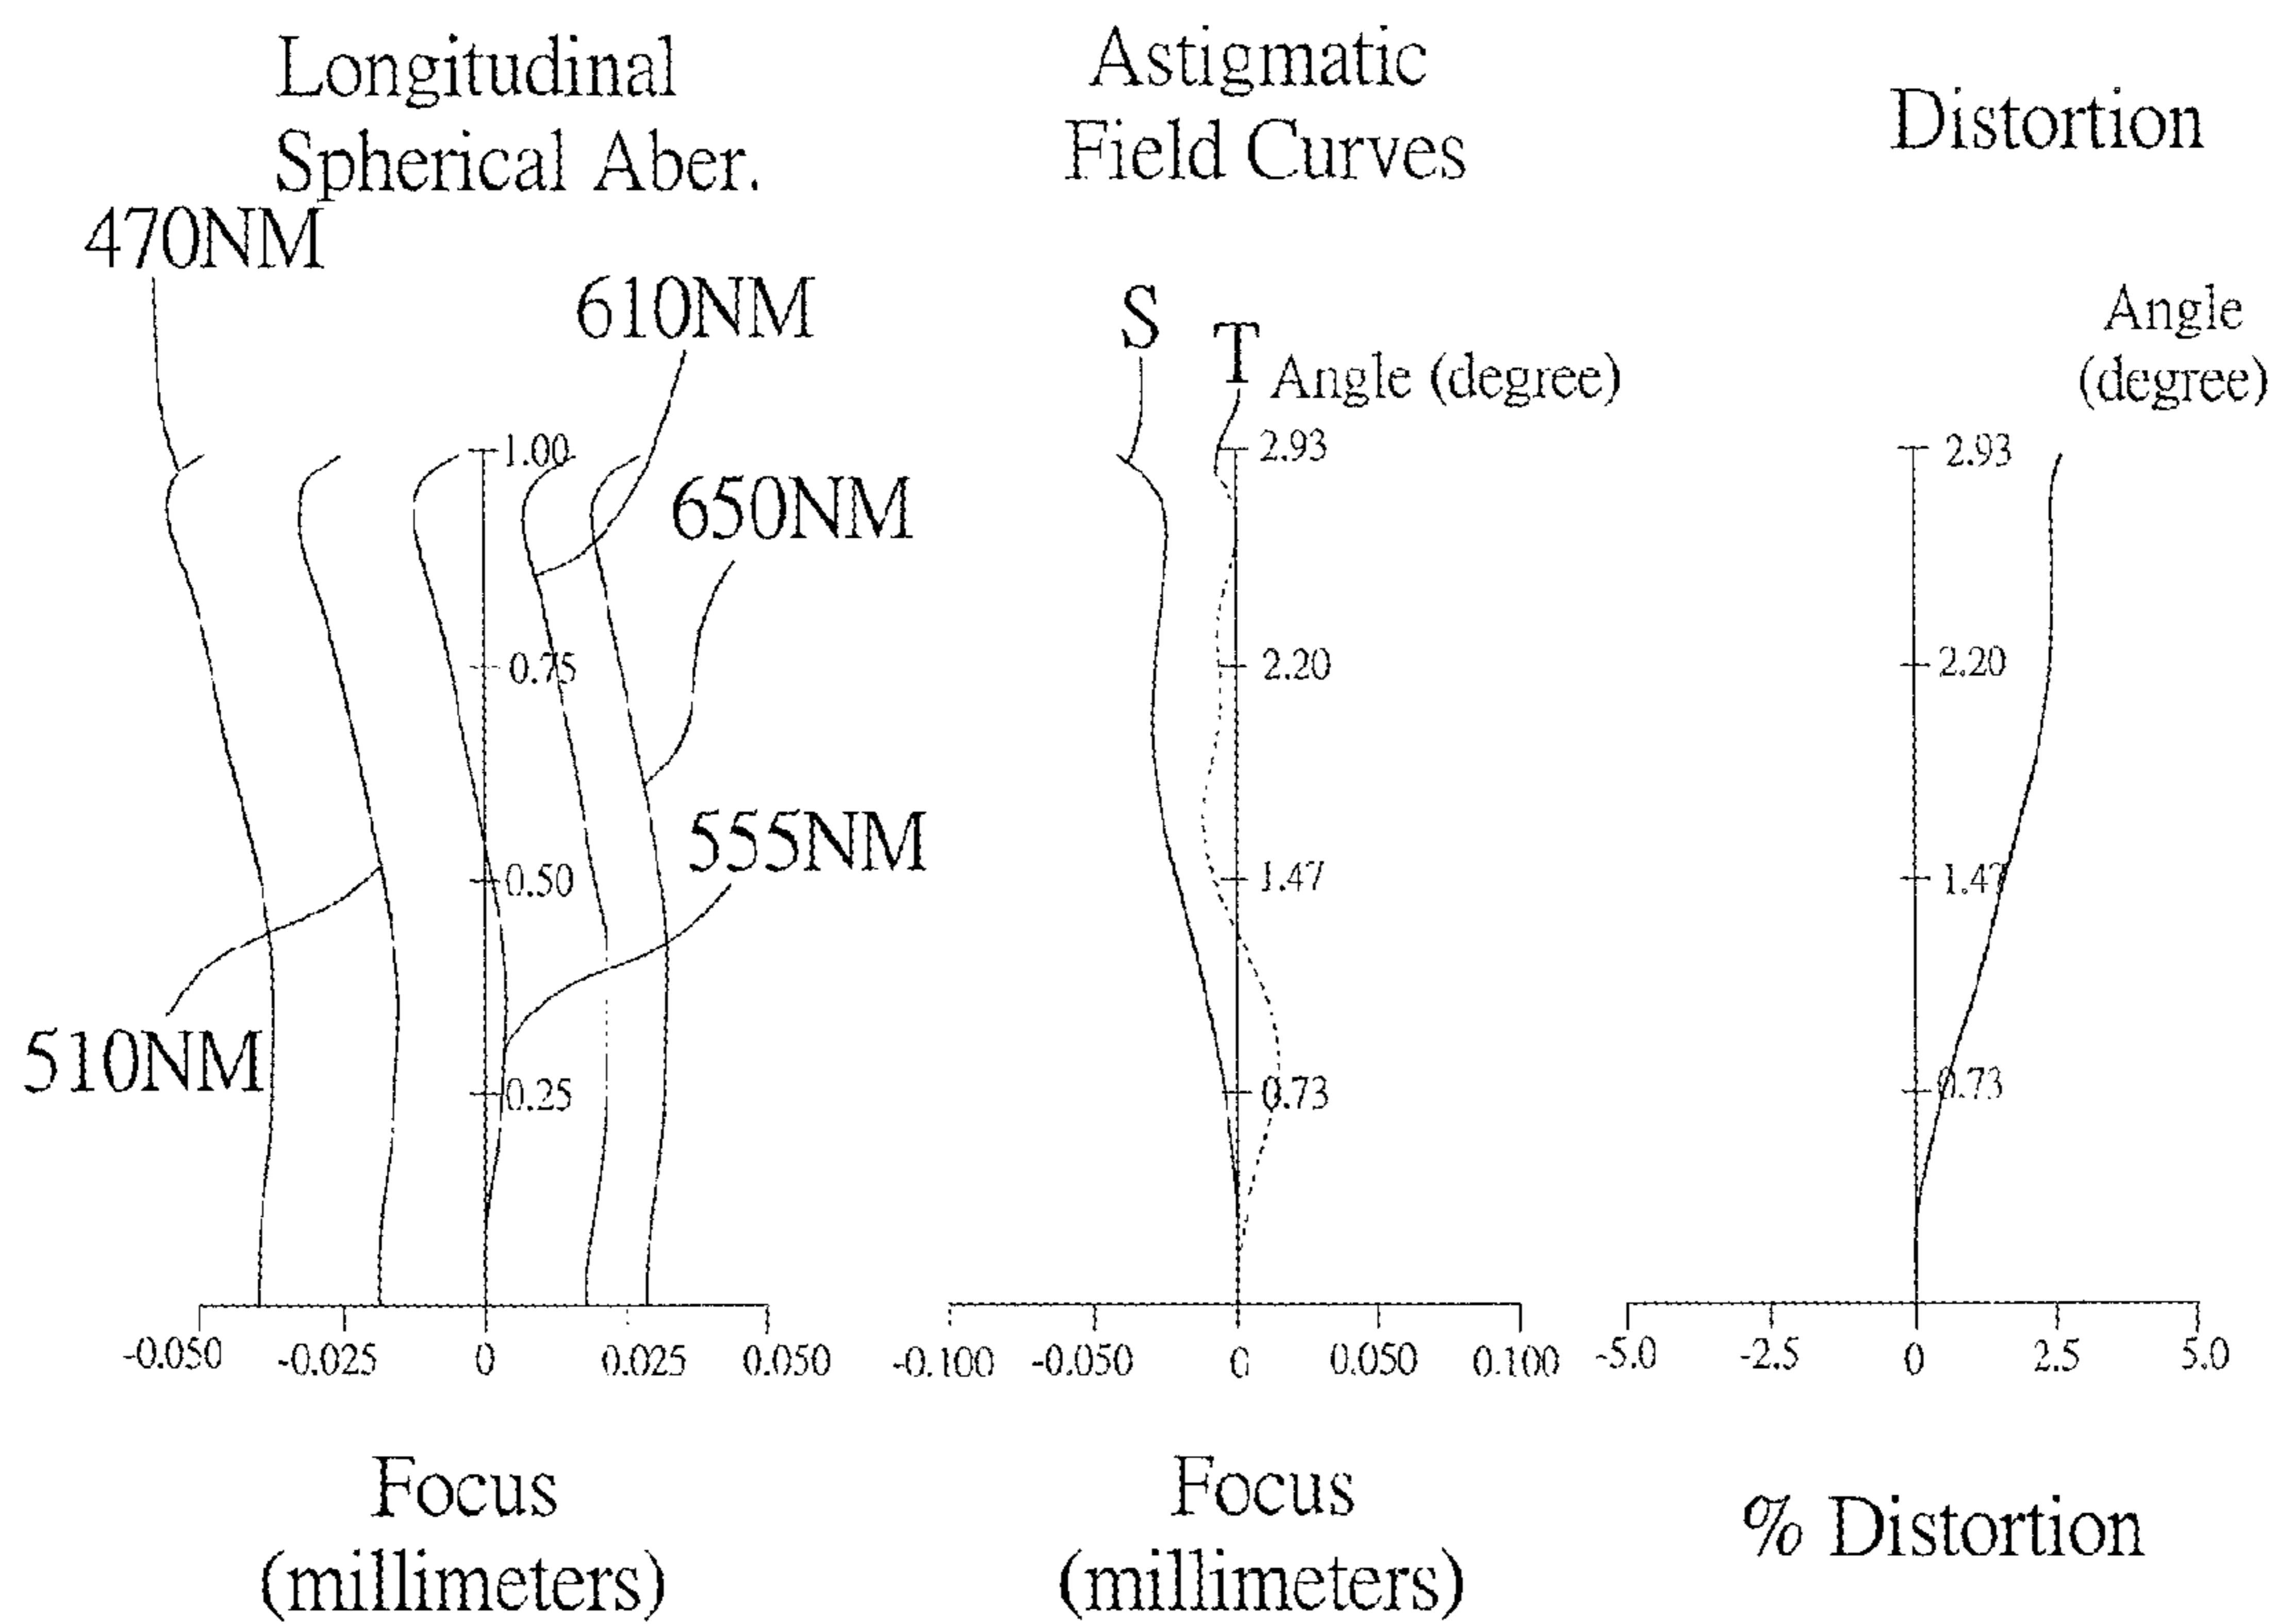 Longitudinal
Spherical Aber.
470NM
610NM
1.00
650NM
0.75
555NM
0.50
510NM
0.25
-0.050 -0.025 0 0.025 0.050
Focus
(millimeters)
Astigmatic
Field Curves
S T
Angle (degree)
2.93
2.20
1.47
0.73
-0.100 -0.050 0 0.050 0.100
Focus
(millimeters)
Distortion
Angle
(degree)
2.93
2.20
1.47
0.73
-5.0 -2.5 0 2.5 5.0
% Distortion